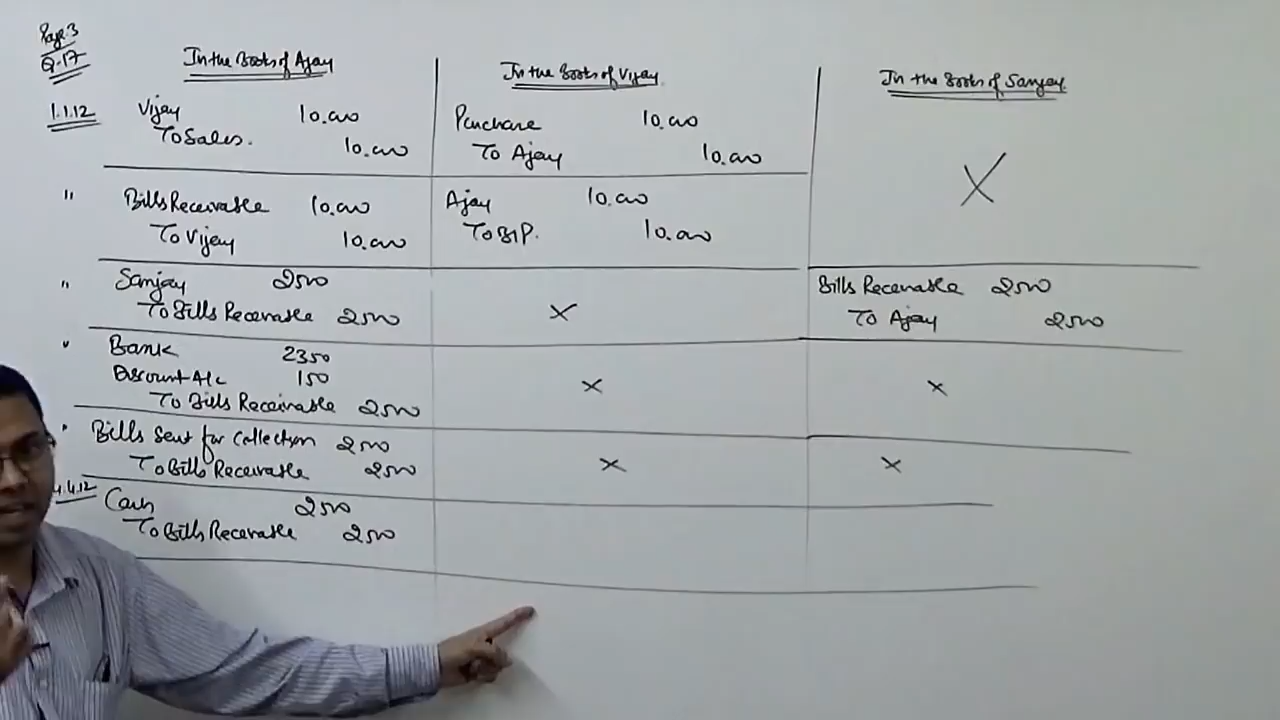 Page 3
Q-17
In the Books of Ajay
In the Books of Vijay
In the Books of Sanjay
1.1.12
Vijay 10,000
To Sales. 10,000
Purchase 10,000
To Ajay 10,000
X
"
Bills Receivable 10,000
To Vijay 10,000
Ajay 10,000
To B/P. 10,000
"
Sanjay 2500
To Bills Receivable 2500
X
Bills Receivable 2500
To Ajay 2500
"
Bank 2350
Discount A/c 150
To Bills Receivable 2500
X
X
"
Bills Sent for Collection 2500
To Bills Receivable 2500
X
X
4.4.12
Cash 2500
To Bills Receivable 2500